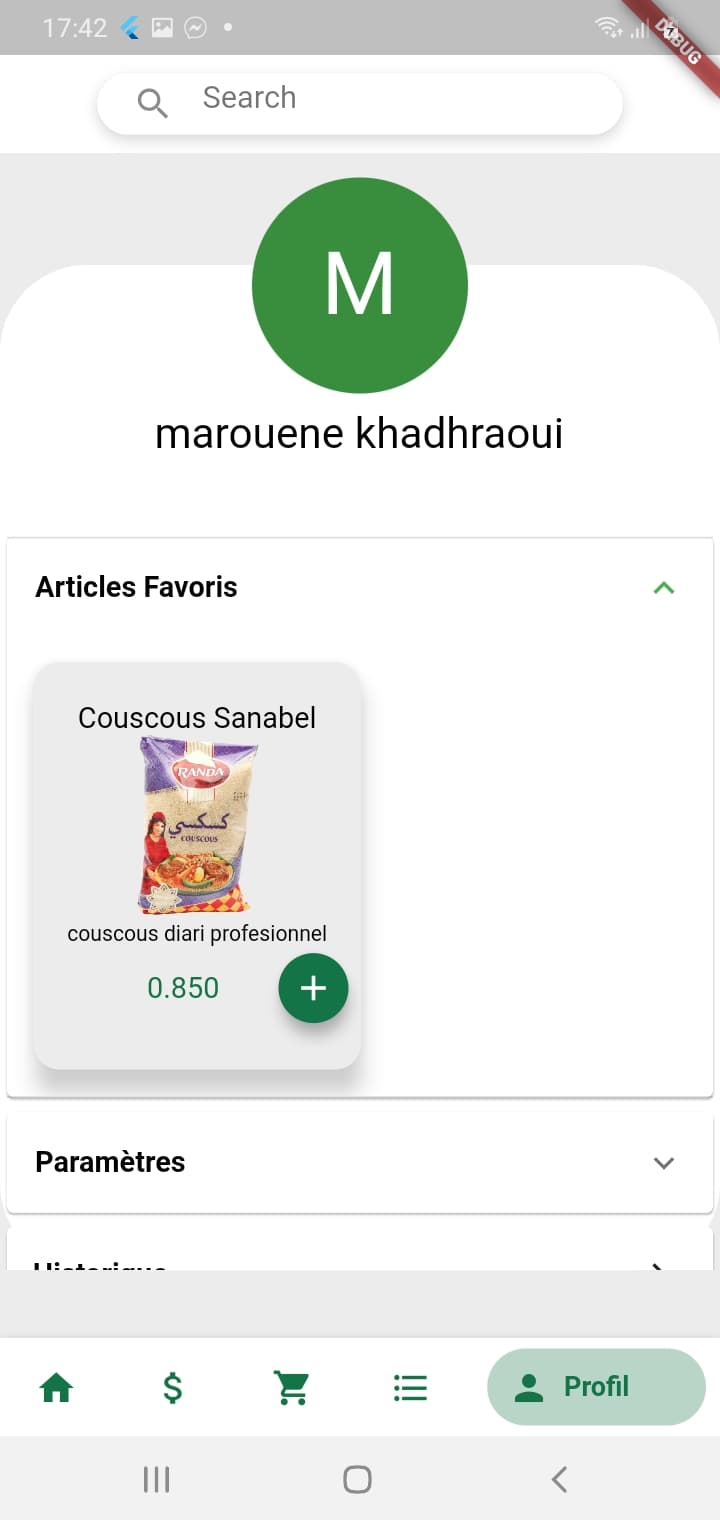 17:42
DEBUG
Search
M
marouene khadhraoui
Articles Favoris
Couscous Sanabel
RANDA
كسكسي
COUSCOUS
couscous diari profesionnel
0.850
Paramètres
Historique
Profil